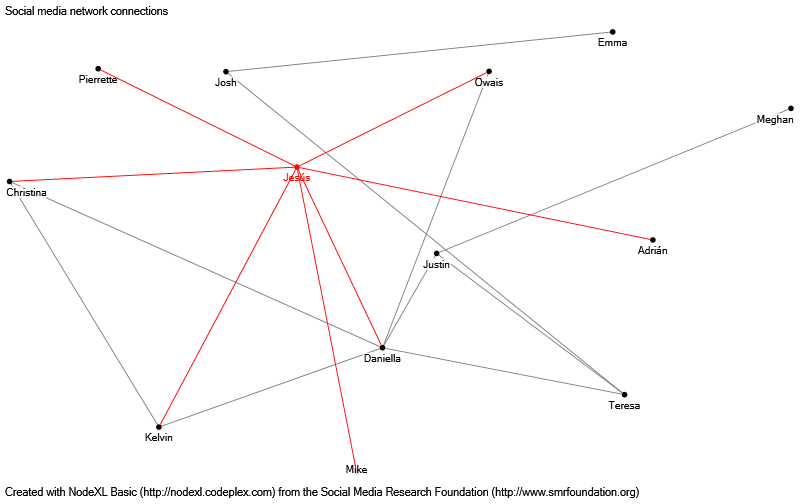 Social media network connections
Emma
Pierrette
Josh
Owais
Meghan
Jesús
Christina
Adrián
Justin
Daniella
Teresa
Kelvin
Mike
Created with NodeXL Basic (http://nodexl.codeplex.com) from the Social Media Research Foundation (http://www.smrfoundation.org)